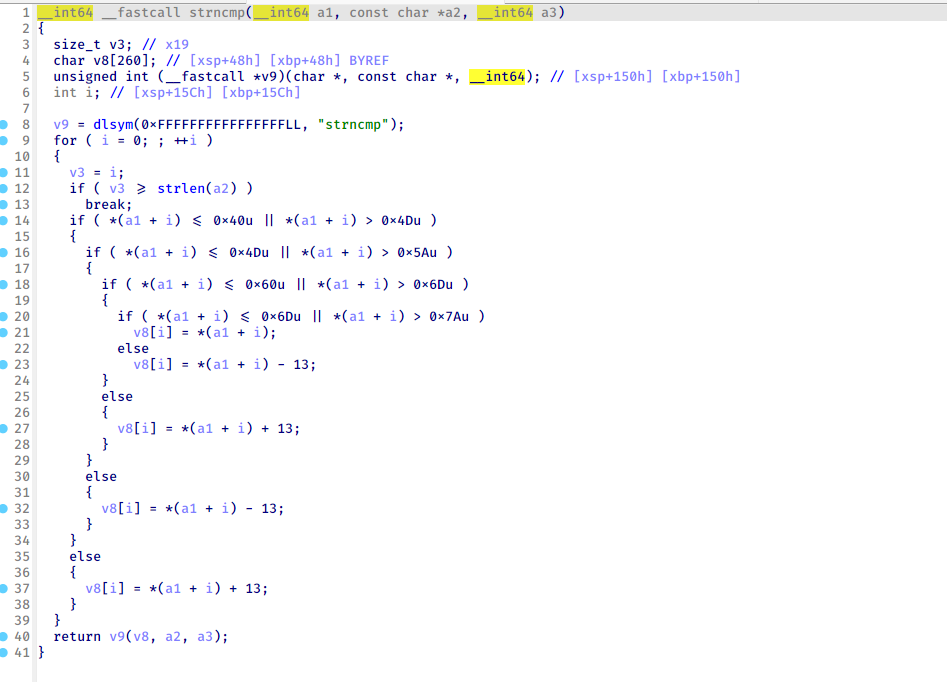 1 __int64 __fastcall strncmp(__int64 a1, const char *a2, __int64 a3)
2 {
3 size_t v3; // x19
4 char v8[260]; // [xsp+48h] [xbp+48h] BYREF
5 unsigned int (__fastcall *v9)(char *, const char *, __int64); // [xsp+150h] [xbp+150h]
6 int i; // [xsp+15Ch] [xbp+15Ch]
7
8 v9 = dlsym(0xFFFFFFFFFFFFFFFFLL, "strncmp");
9 for ( i = 0; ; ++i )
10 {
11 v3 = i;
12 if ( v3 >= strlen(a2) )
13 break;
14 if ( *(a1 + i) <= 0x40u || *(a1 + i) > 0x4Du )
15 {
16 if ( *(a1 + i) <= 0x4Du || *(a1 + i) > 0x5Au )
17 {
18 if ( *(a1 + i) <= 0x60u || *(a1 + i) > 0x6Du )
19 {
20 if ( *(a1 + i) <= 0x6Du || *(a1 + i) > 0x7Au )
21 v8[i] = *(a1 + i);
22 else
23 v8[i] = *(a1 + i) - 13;
24 }
25 else
26 {
27 v8[i] = *(a1 + i) + 13;
28 }
29 }
30 else
31 {
32 v8[i] = *(a1 + i) - 13;
33 }
34 }
35 else
36 {
37 v8[i] = *(a1 + i) + 13;
38 }
39 }
40 return v9(v8, a2, a3);
41 }